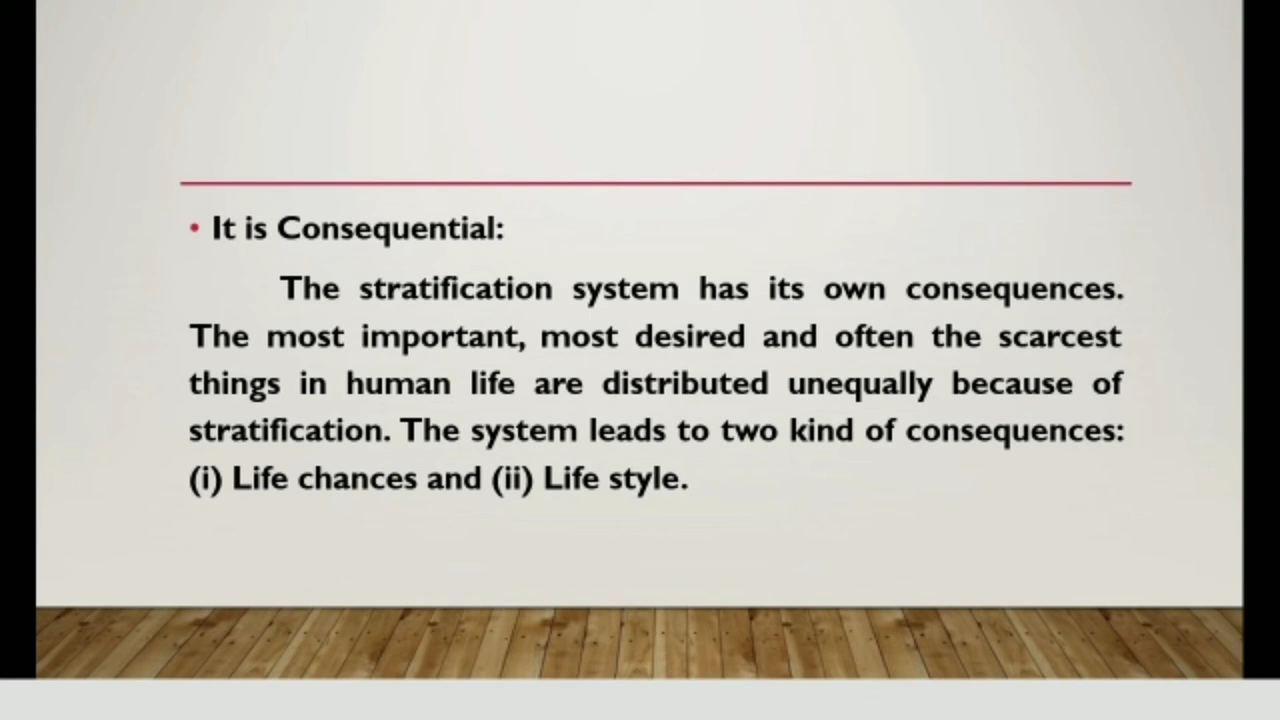 • It is Consequential:
The stratification system has its own consequences.
The most important, most desired and often the scarcest
things in human life are distributed unequally because of
stratification. The system leads to two kind of consequences:
(i) Life chances and (ii) Life style.